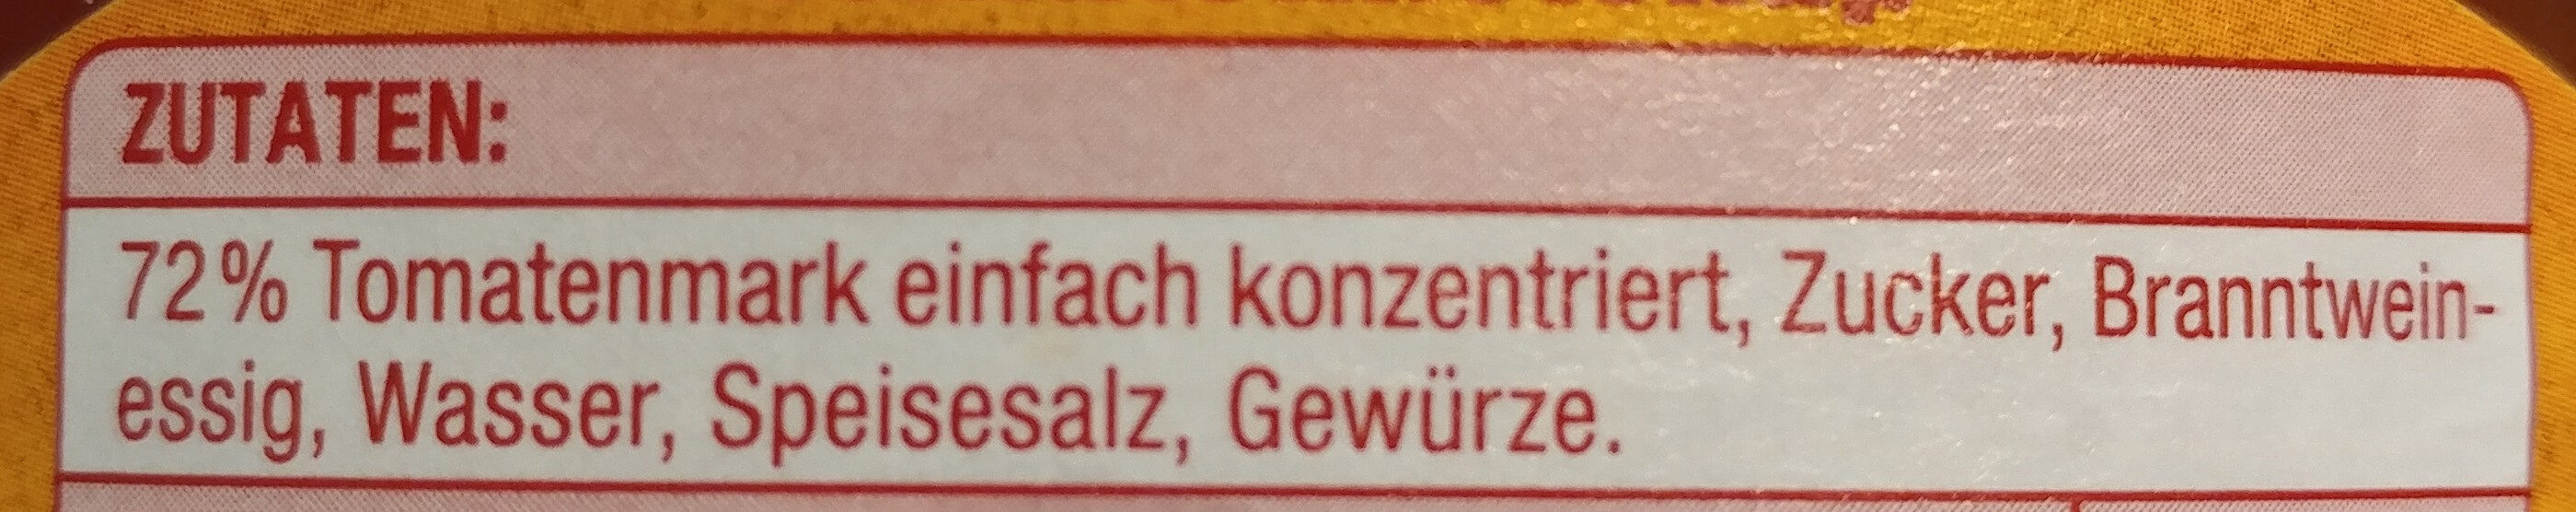 ZUTATEN:
72% Tomatenmark einfach konzentriert, Zucker, Branntwein-
essig, Wasser, Speisesalz, Gewürze.